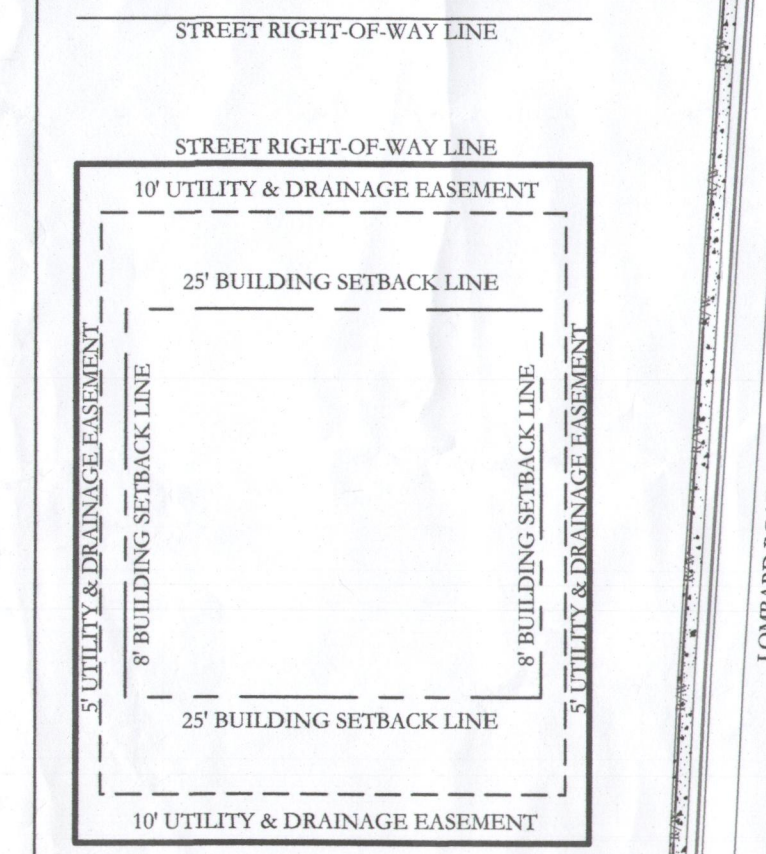 STREET RIGHT-OF-WAY LINE
STREET RIGHT-OF-WAY LINE
10' UTILITY & DRAINAGE EASEMENT
25' BUILDING SETBACK LINE
5' UTILITY & DRAINAGE EASEMENT
8' BUILDING SETBACK LINE
8' BUILDING SETBACK LINE
5' UTILITY & DRAINAGE EASEMENT
25' BUILDING SETBACK LINE
10' UTILITY & DRAINAGE EASEMENT
R/W
R/W
R/W
R/W
R/W
R/W
R/W
LOMBARD